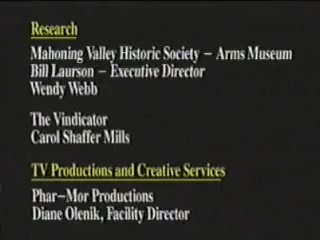 Research
Mahoning Valley Historic Society – Arms Museum
Bill Laurson – Executive Director
Wendy Webb
The Vindicator
Carol Shaffer Mills
TV Productions and Creative Services
Phar–Mor Productions
Diane Olenik, Facility Director